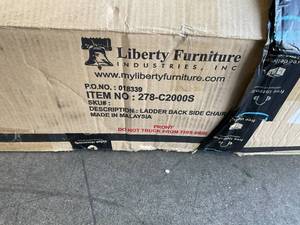 Liberty Furniture
INDUSTRIES, INC
www.mylibertyfurniture.com
P.O.NO. : 018339
ITEM NO : 278-C2000S
SKU# :
DESCRIPTION: LADDER BACK SIDE CHAIR
MADE IN MALAYSIA
FRONT
DO NOT TRUCK FROM THIS SIDE